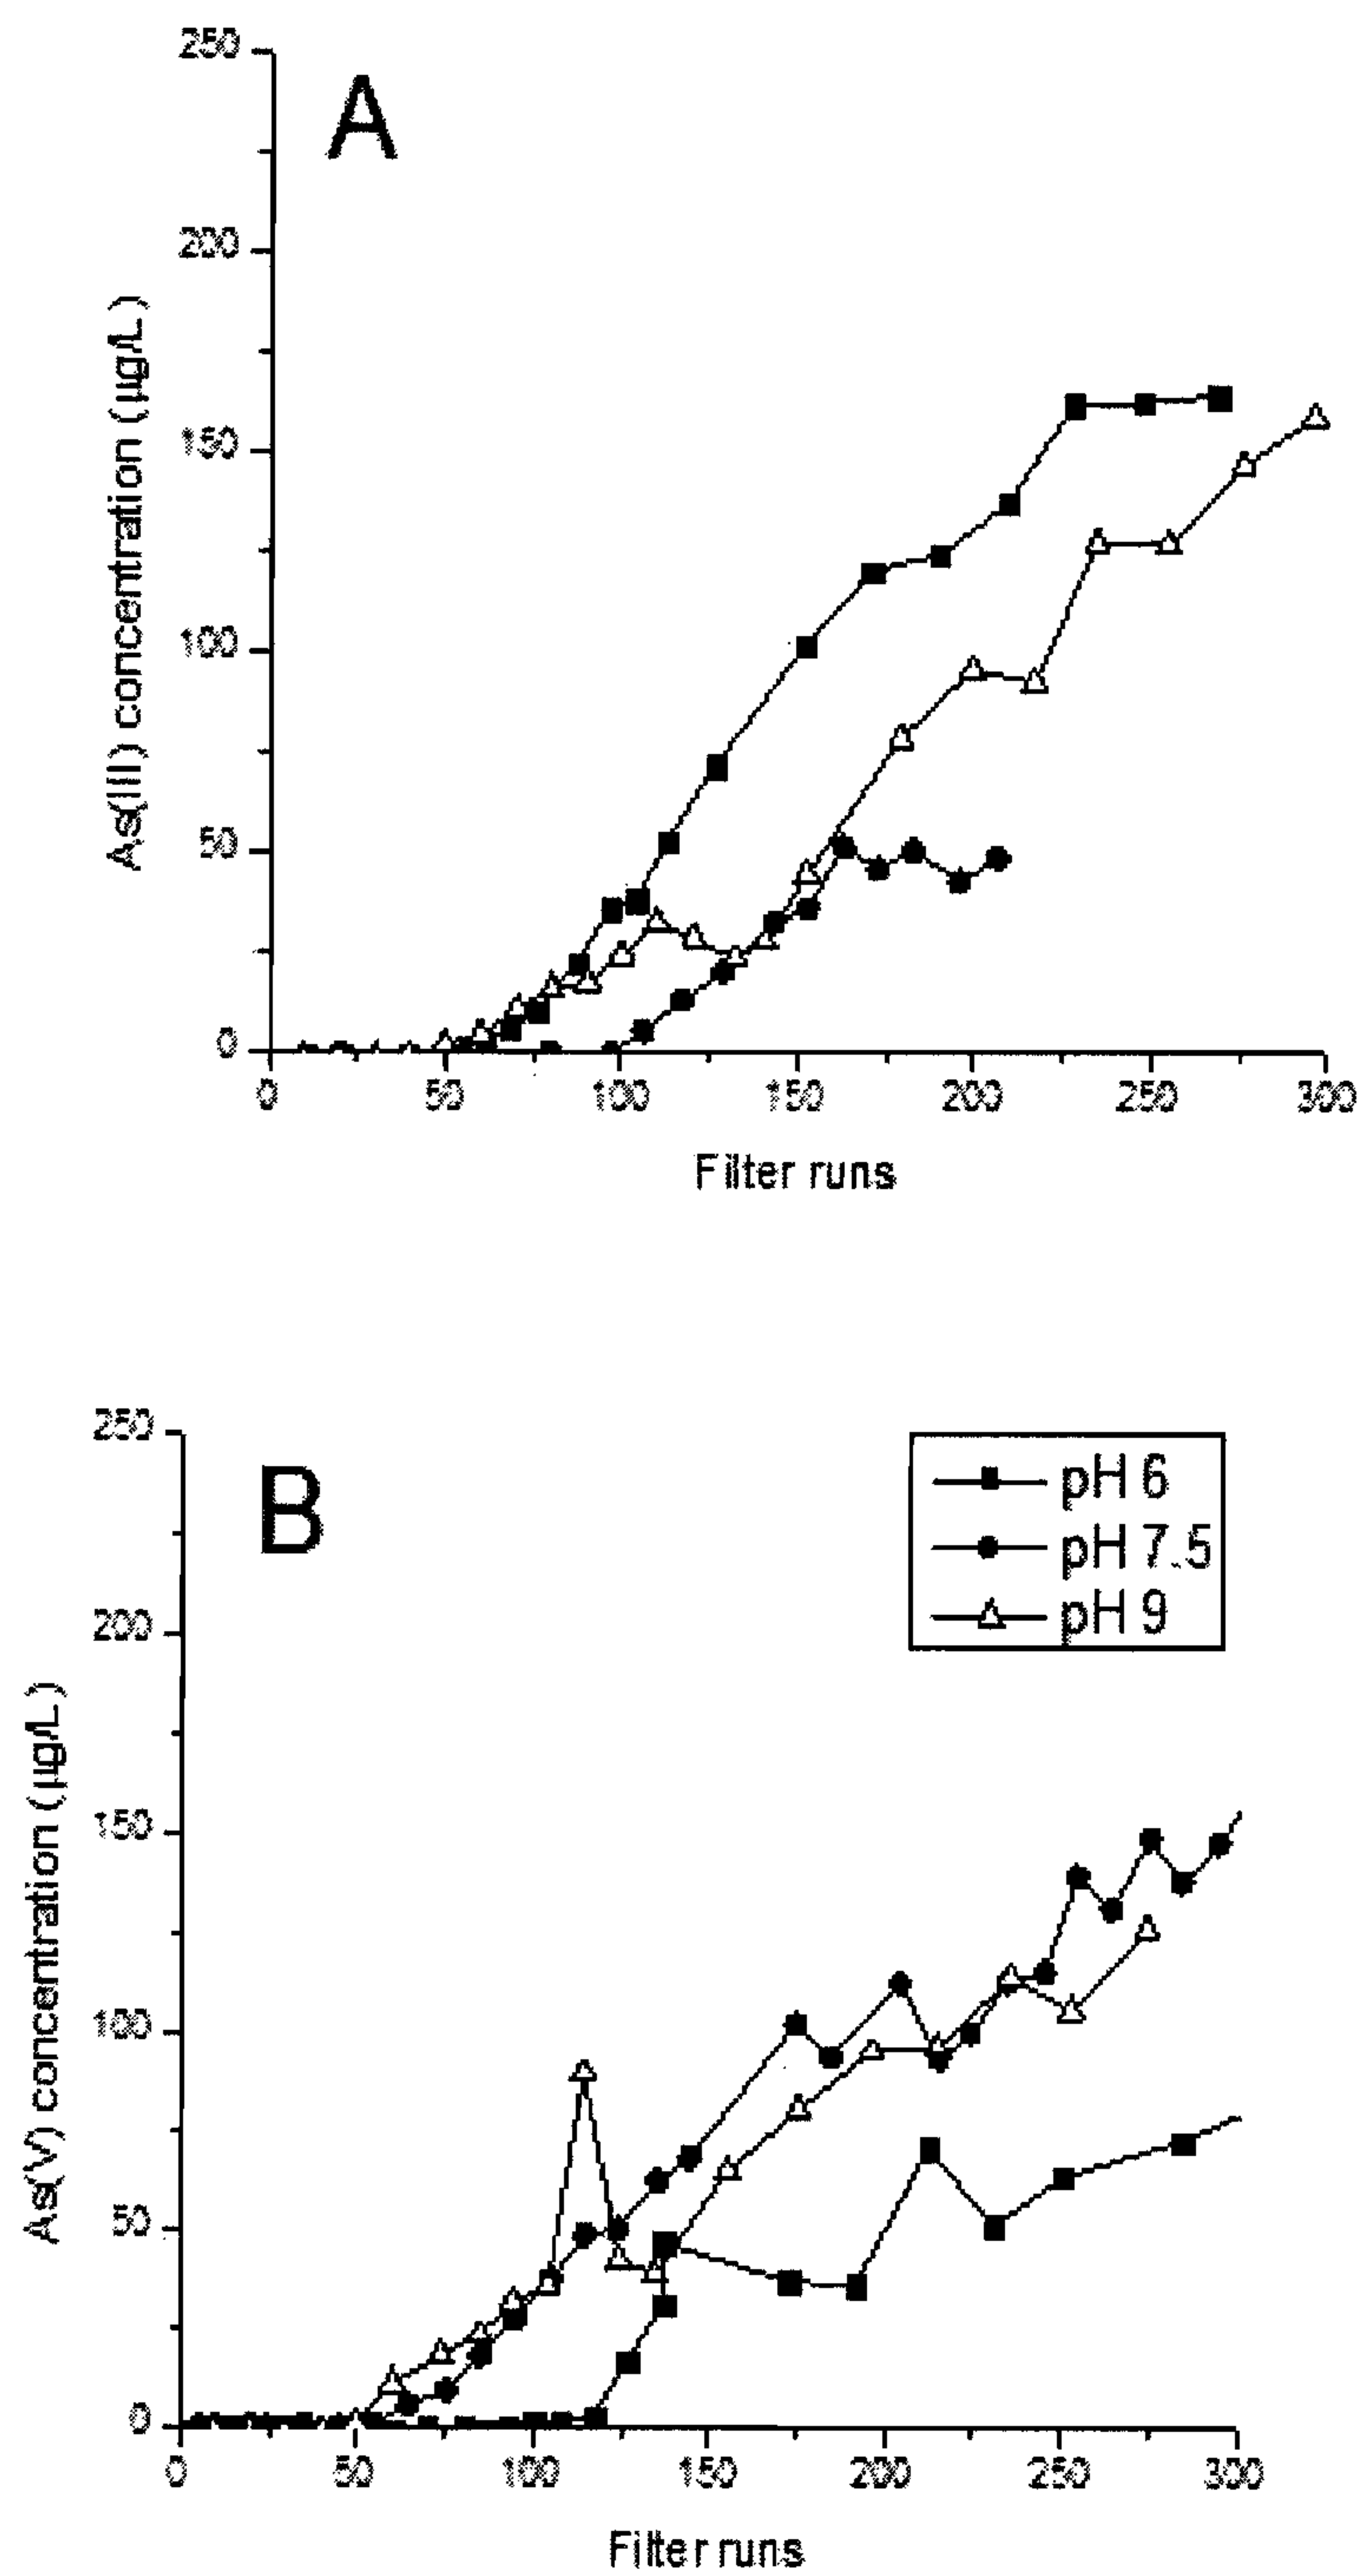 250
A
200
150
100
50
0
As(III) concentration (µg/L)
0 50 100 150 200 250 300
Filter runs
250
B
pH 6
pH 7.5
pH 9
200
150
100
50
0
As(V) concentration (µg/L)
0 50 100 150 200 250 300
Filter runs